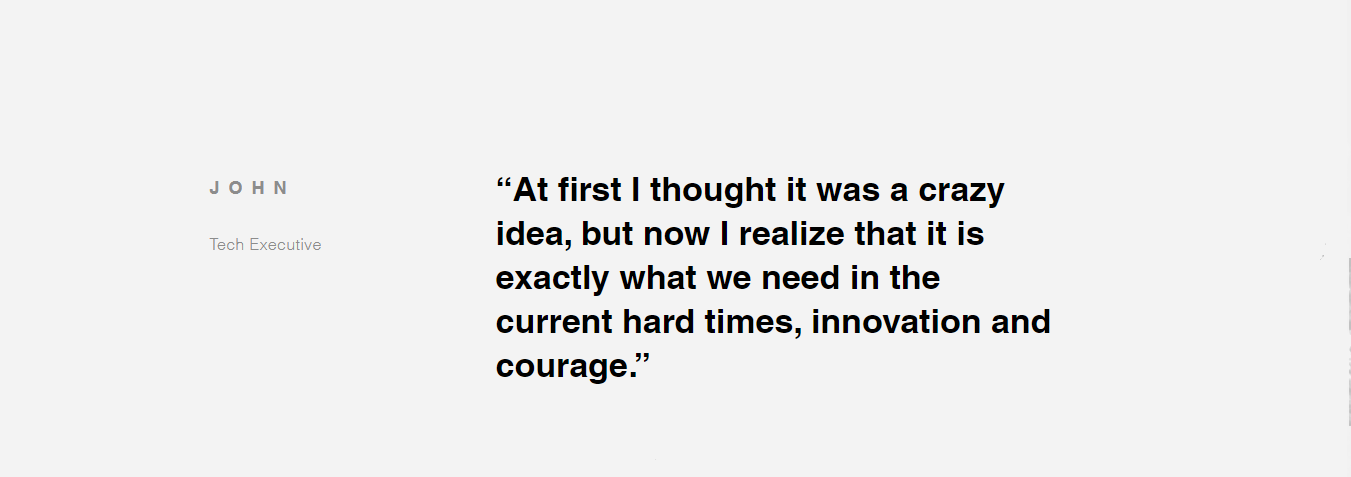 JOHN
Tech Executive
“At first I thought it was a crazy
idea, but now I realize that it is
exactly what we need in the
current hard times, innovation and
courage.”